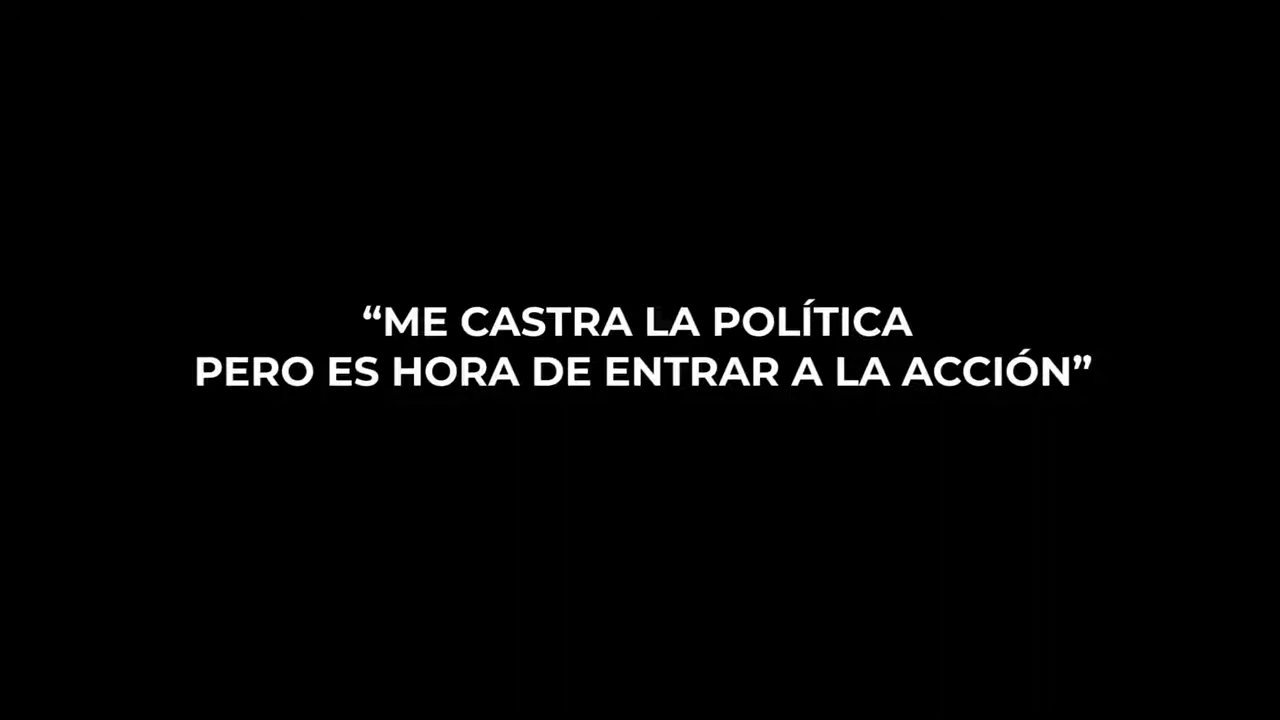 “ME CASTRA LA POLÍTICA
PERO ES HORA DE ENTRAR A LA ACCIÓN”